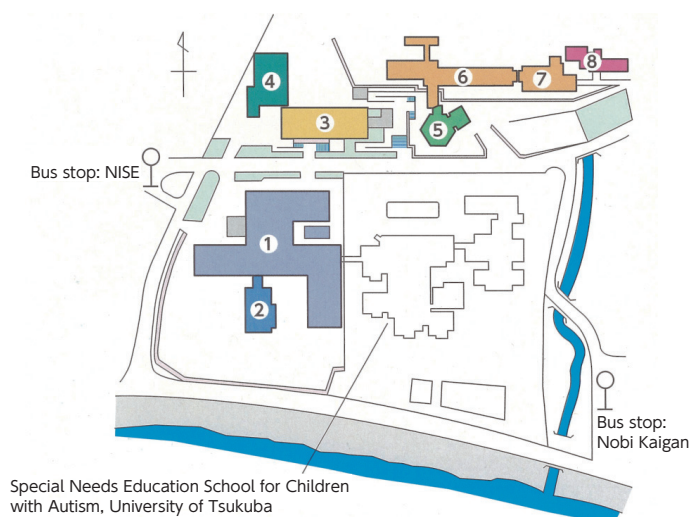 4
8
6
7
3
5
Bus stop: NISE
1
2
Bus stop:
Nobi Kaigan
Special Needs Education School for Children
with Autism, University of Tsukuba